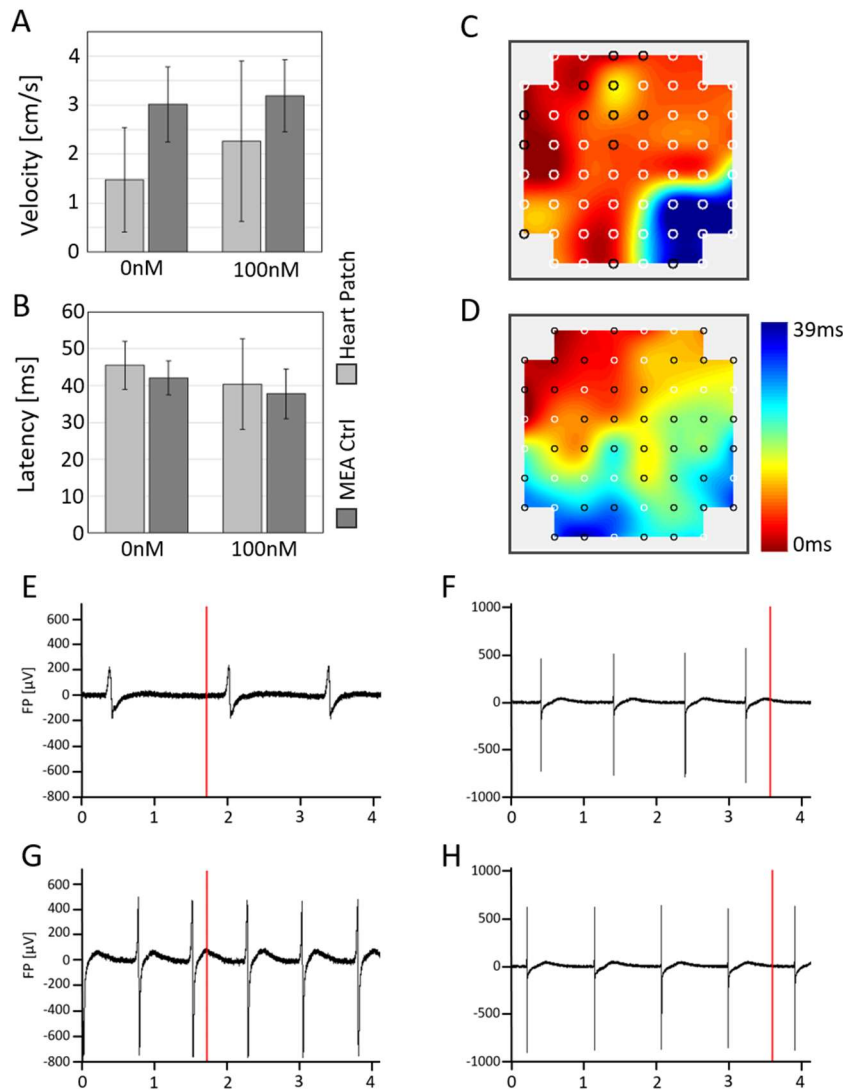 A
Velocity [cm/s]
4
3
2
1
0
0nM
100nM
B
Latency [ms]
60
50
40
30
20
10
0
0nM
100nM
Heart Patch
MEA Ctrl
C
D
39ms
0ms
E
FP [µV]
600
400
200
0
-200
-400
-600
-800
0 1 2 3 4
F
1000
500
0
-500
-1000
0 1 2 3 4
G
FP [µV]
600
400
200
0
-200
-400
-600
-800
0 1 2 3 4
H
1000
500
0
-500
-1000
0 1 2 3 4